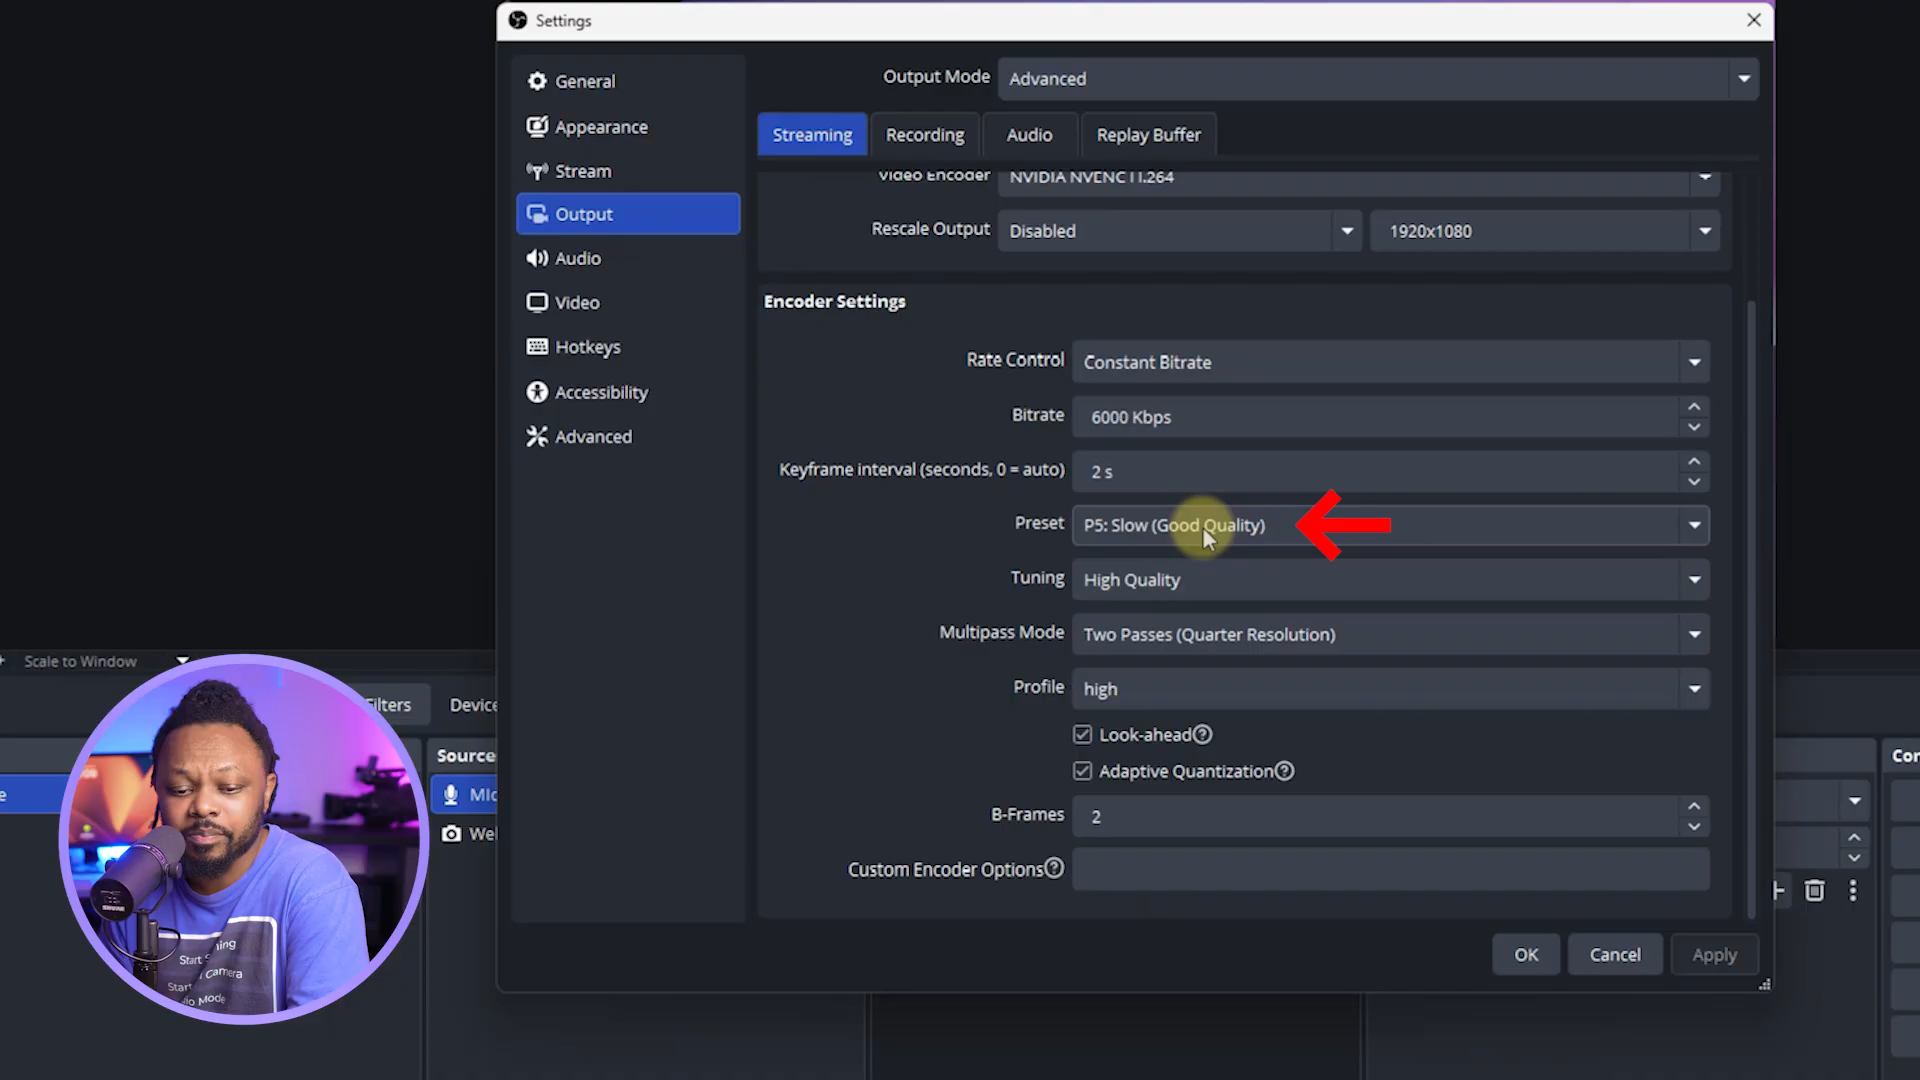 Settings
General
Appearance
Stream
Output
Audio
Video
Hotkeys
Accessibility
Advanced
Output Mode
Advanced
Streaming
Recording
Audio
Replay Buffer
Video Encoder
NVIDIA NVENC H.264
Rescale Output
Disabled
1920x1080
Encoder Settings
Rate Control
Constant Bitrate
Bitrate
6000 Kbps
Keyframe interval (seconds, 0 = auto)
2 s
Preset
P5: Slow (Good Quality)
Tuning
High Quality
Multipass Mode
Two Passes (Quarter Resolution)
Profile
high
Look-ahead
Adaptive Quantization
B-Frames
2
Custom Encoder Options
OK
Cancel
Apply
Scale to Window
Filters
Device
Source
Mic
We
Cor
e
ning
Start S
Camera
Start
lio Mode